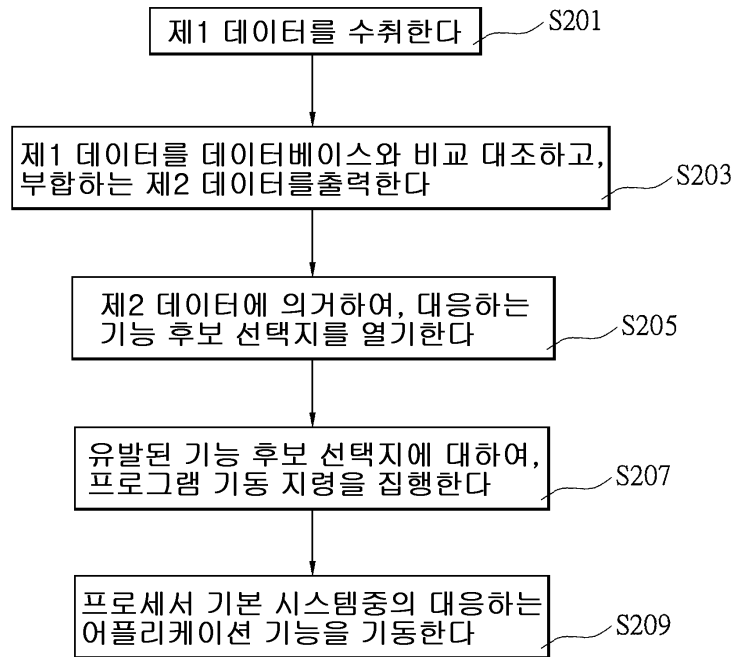 제1 데이터를 수취한다
S201
제1 데이터를 데이터베이스와 비교 대조하고,
부합하는 제2 데이터를출력한다
S203
제2 데이터에 의거하여, 대응하는
기능 후보 선택지를 열기한다
S205
유발된 기능 후보 선택지에 대하여,
프로그램 기동 지령을 집행한다
S207
프로세서 기본 시스템중의 대응하는
어플리케이션 기능을 기동한다
S209